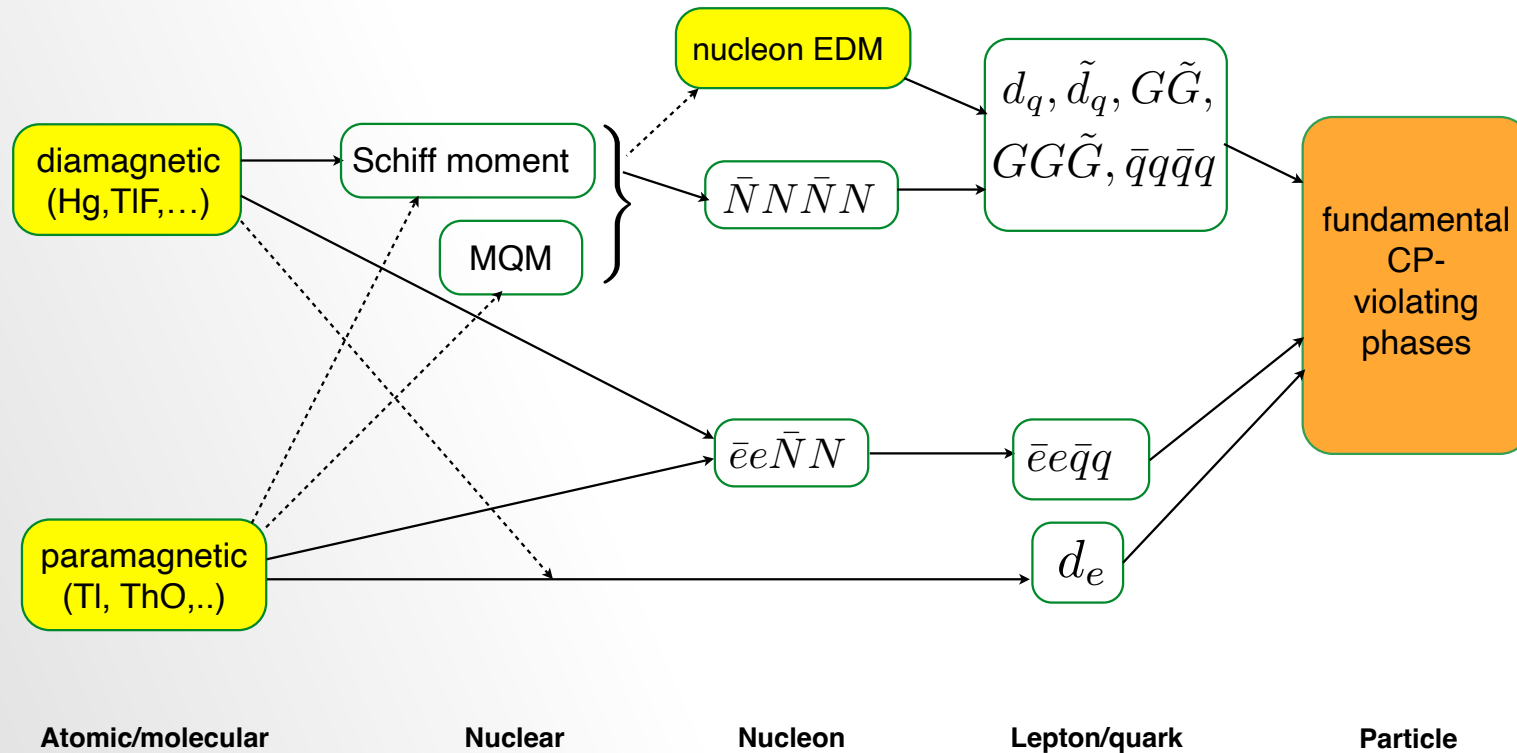 nucleon EDM
$d_q, \tilde{d}_q, G\tilde{G},$
$GG\tilde{G}, \bar{q}q\bar{q}q$
diamagnetic
(Hg,TlF,…)
Schiff moment
$\bar{N}N\bar{N}N$
MQM
fundamental
CP-
violating
phases
$\bar{e}e\bar{N}N$
$\bar{e}e\bar{q}q$
paramagnetic
(Tl, ThO,..)
$d_e$
Atomic/molecular
Nuclear
Nucleon
Lepton/quark
Particle